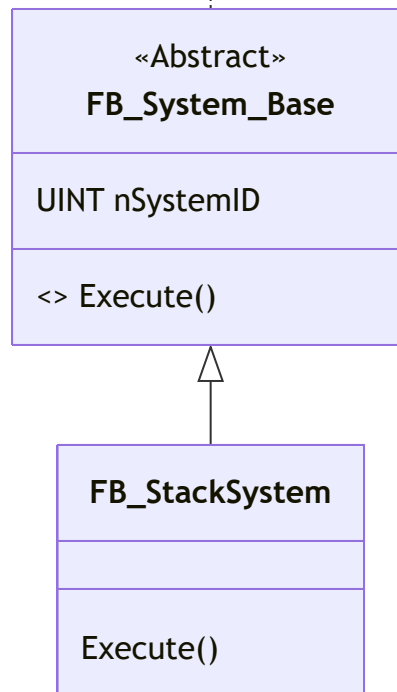 «Abstract»
FB_System_Base
UINT nSystemID
<> Execute()
FB_StackSystem
Execute()